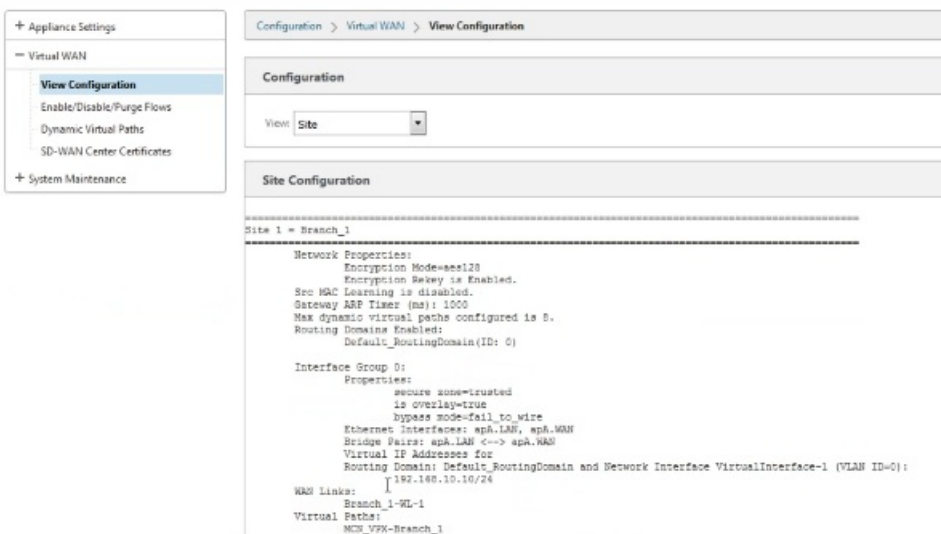 + Appliance Settings
− Virtual WAN
View Configuration
Enable/Disable/Purge Flows
Dynamic Virtual Paths
SD-WAN Center Certificates
+ System Maintenance
Configuration > Virtual WAN > View Configuration
Configuration
View: Site
Site Configuration
Site 1 = Branch_1
Network Properties:
Encryption Mode=aes128
Encryption Rekey is Enabled.
Src MAC Learning is disabled.
Gateway ARP Timer (ms): 1000
Max dynamic virtual paths configured is 8.
Routing Domains Enabled:
Default_RoutingDomain(ID: 0)
Interface Group 0:
Properties:
secure zone=trusted
is overlay=true
bypass mode=fail_to_wire
Ethernet Interfaces: apA.LAN, apA.WAN
Bridge Pairs: apA.LAN <--> apA.WAN
Virtual IP Addresses for
Routing Domain: Default_RoutingDomain and Network Interface VirtualInterface-1 (VLAN ID=0):
192.168.10.10/24
WAN Links:
Branch_1-WL-1
Virtual Paths:
MCN_VPX-Branch_1